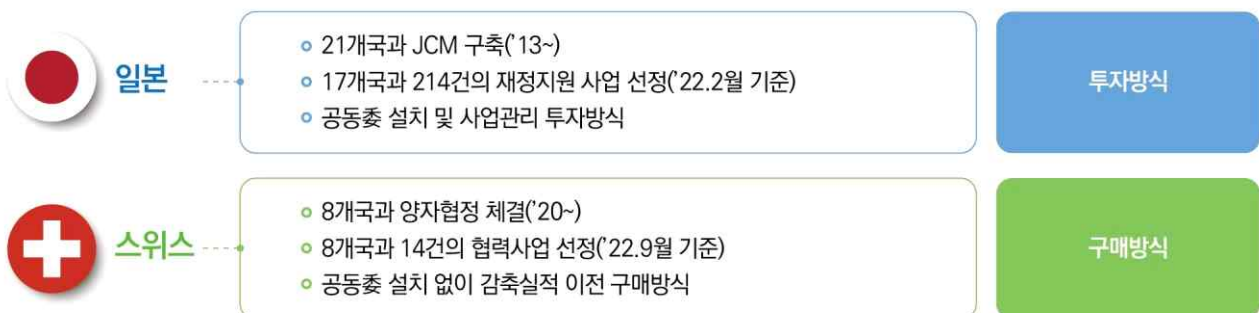 일본
21개국과 JCM 구축('13~)
17개국과 214건의 재정지원 사업 선정('22.2월 기준)
공동委 설치 및 사업관리 투자방식
투자방식
스위스
8개국과 양자협정 체결('20~)
8개국과 14건의 협력사업 선정('22.9월 기준)
공동委 설치 없이 감축실적 이전 구매방식
구매방식